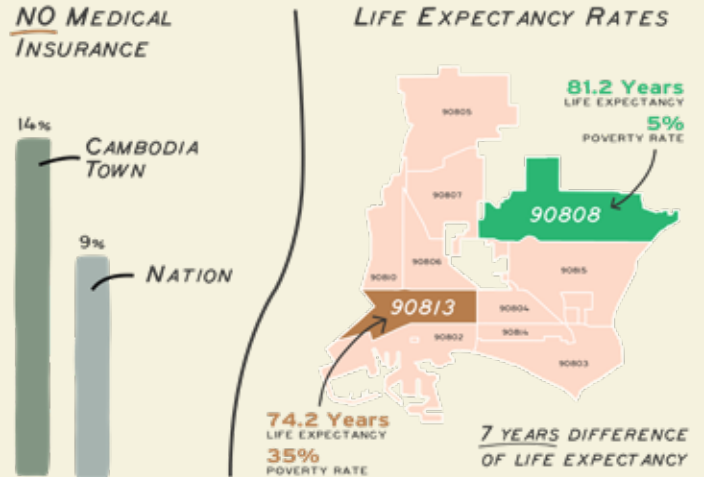 NO MEDICAL
INSURANCE
14%
CAMBODIA
TOWN
9%
NATION
LIFE EXPECTANCY RATES
81.2 Years
LIFE EXPECTANCY
5%
POVERTY RATE
90805
90807
90808
90806
90810
90815
90813
90804
90802
90814
90803
74.2 Years
LIFE EXPECTANCY
35%
POVERTY RATE
7 YEARS DIFFERENCE
OF LIFE EXPECTANCY